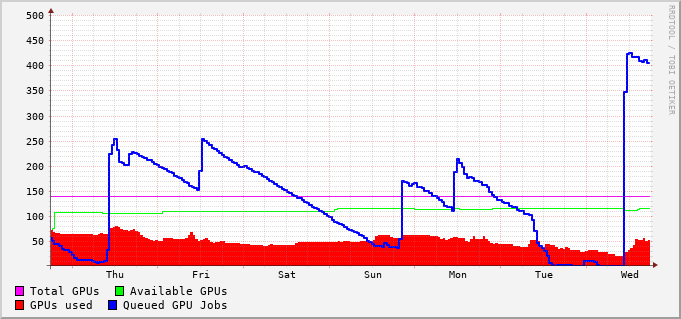 500
450
400
350
300
250
200
150
100
50
Thu Fri Sat Sun Mon Tue Wed
Total GPUs Available GPUs
GPUs used Queued GPU Jobs
RRDTOOL / TOBI OETIKER